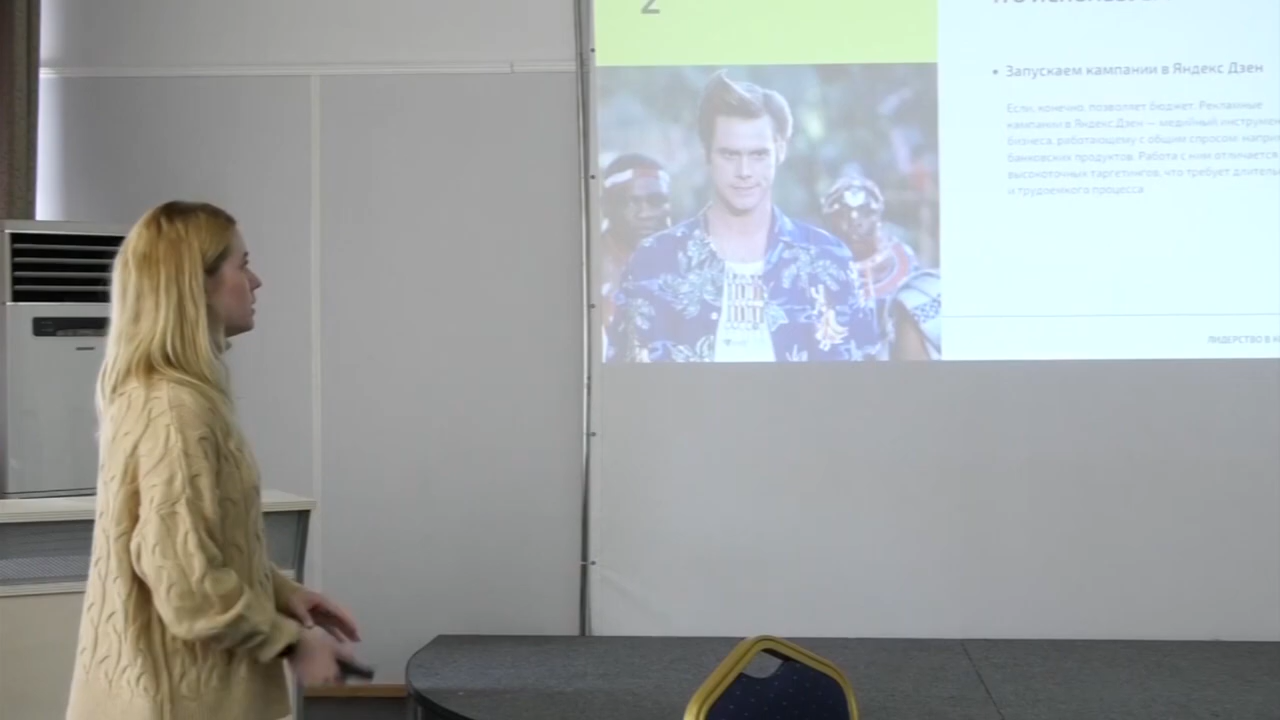 2
Запускаем кампании в Яндекс Дзен
Если, конечно, позволяет бюджет. Рекламные
кампании в Яндекс.Дзен — медийный инструмен
бизнеса, работающему с общим спросом, напри
банковских продуктов. Работа с ним отличается
высокоточных таргетингов, что требует длитель
и трудоемкого процесса
ЛИДЕРСТВО В К